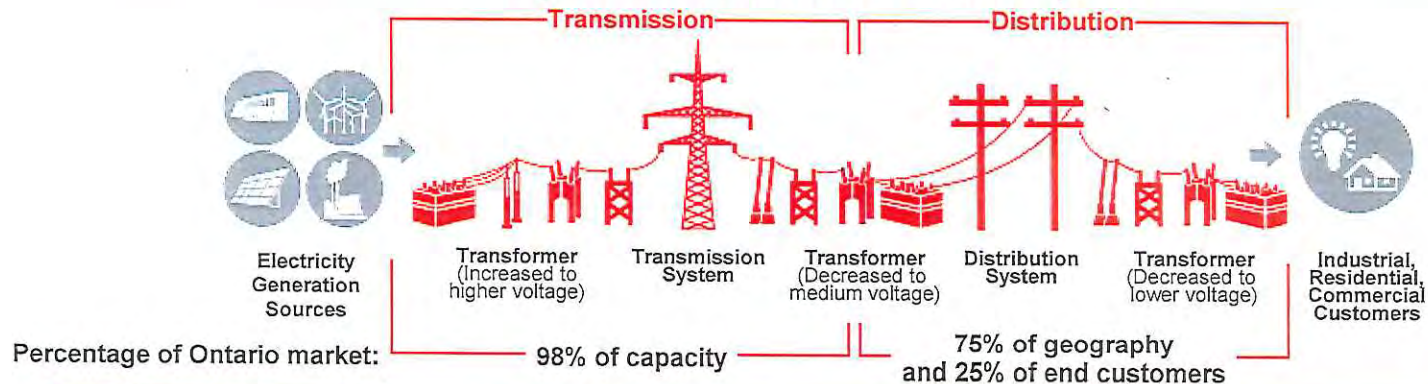 Transmission
Distribution
Electricity
Generation
Sources
Transformer
(Increased to
higher voltage)
Transmission
System
Transformer
(Decreased to
medium voltage)
Distribution
System
Transformer
(Decreased to
lower voltage)
Industrial,
Residential,
Commercial
Customers
Percentage of Ontario market:
98% of capacity
75% of geography
and 25% of end customers